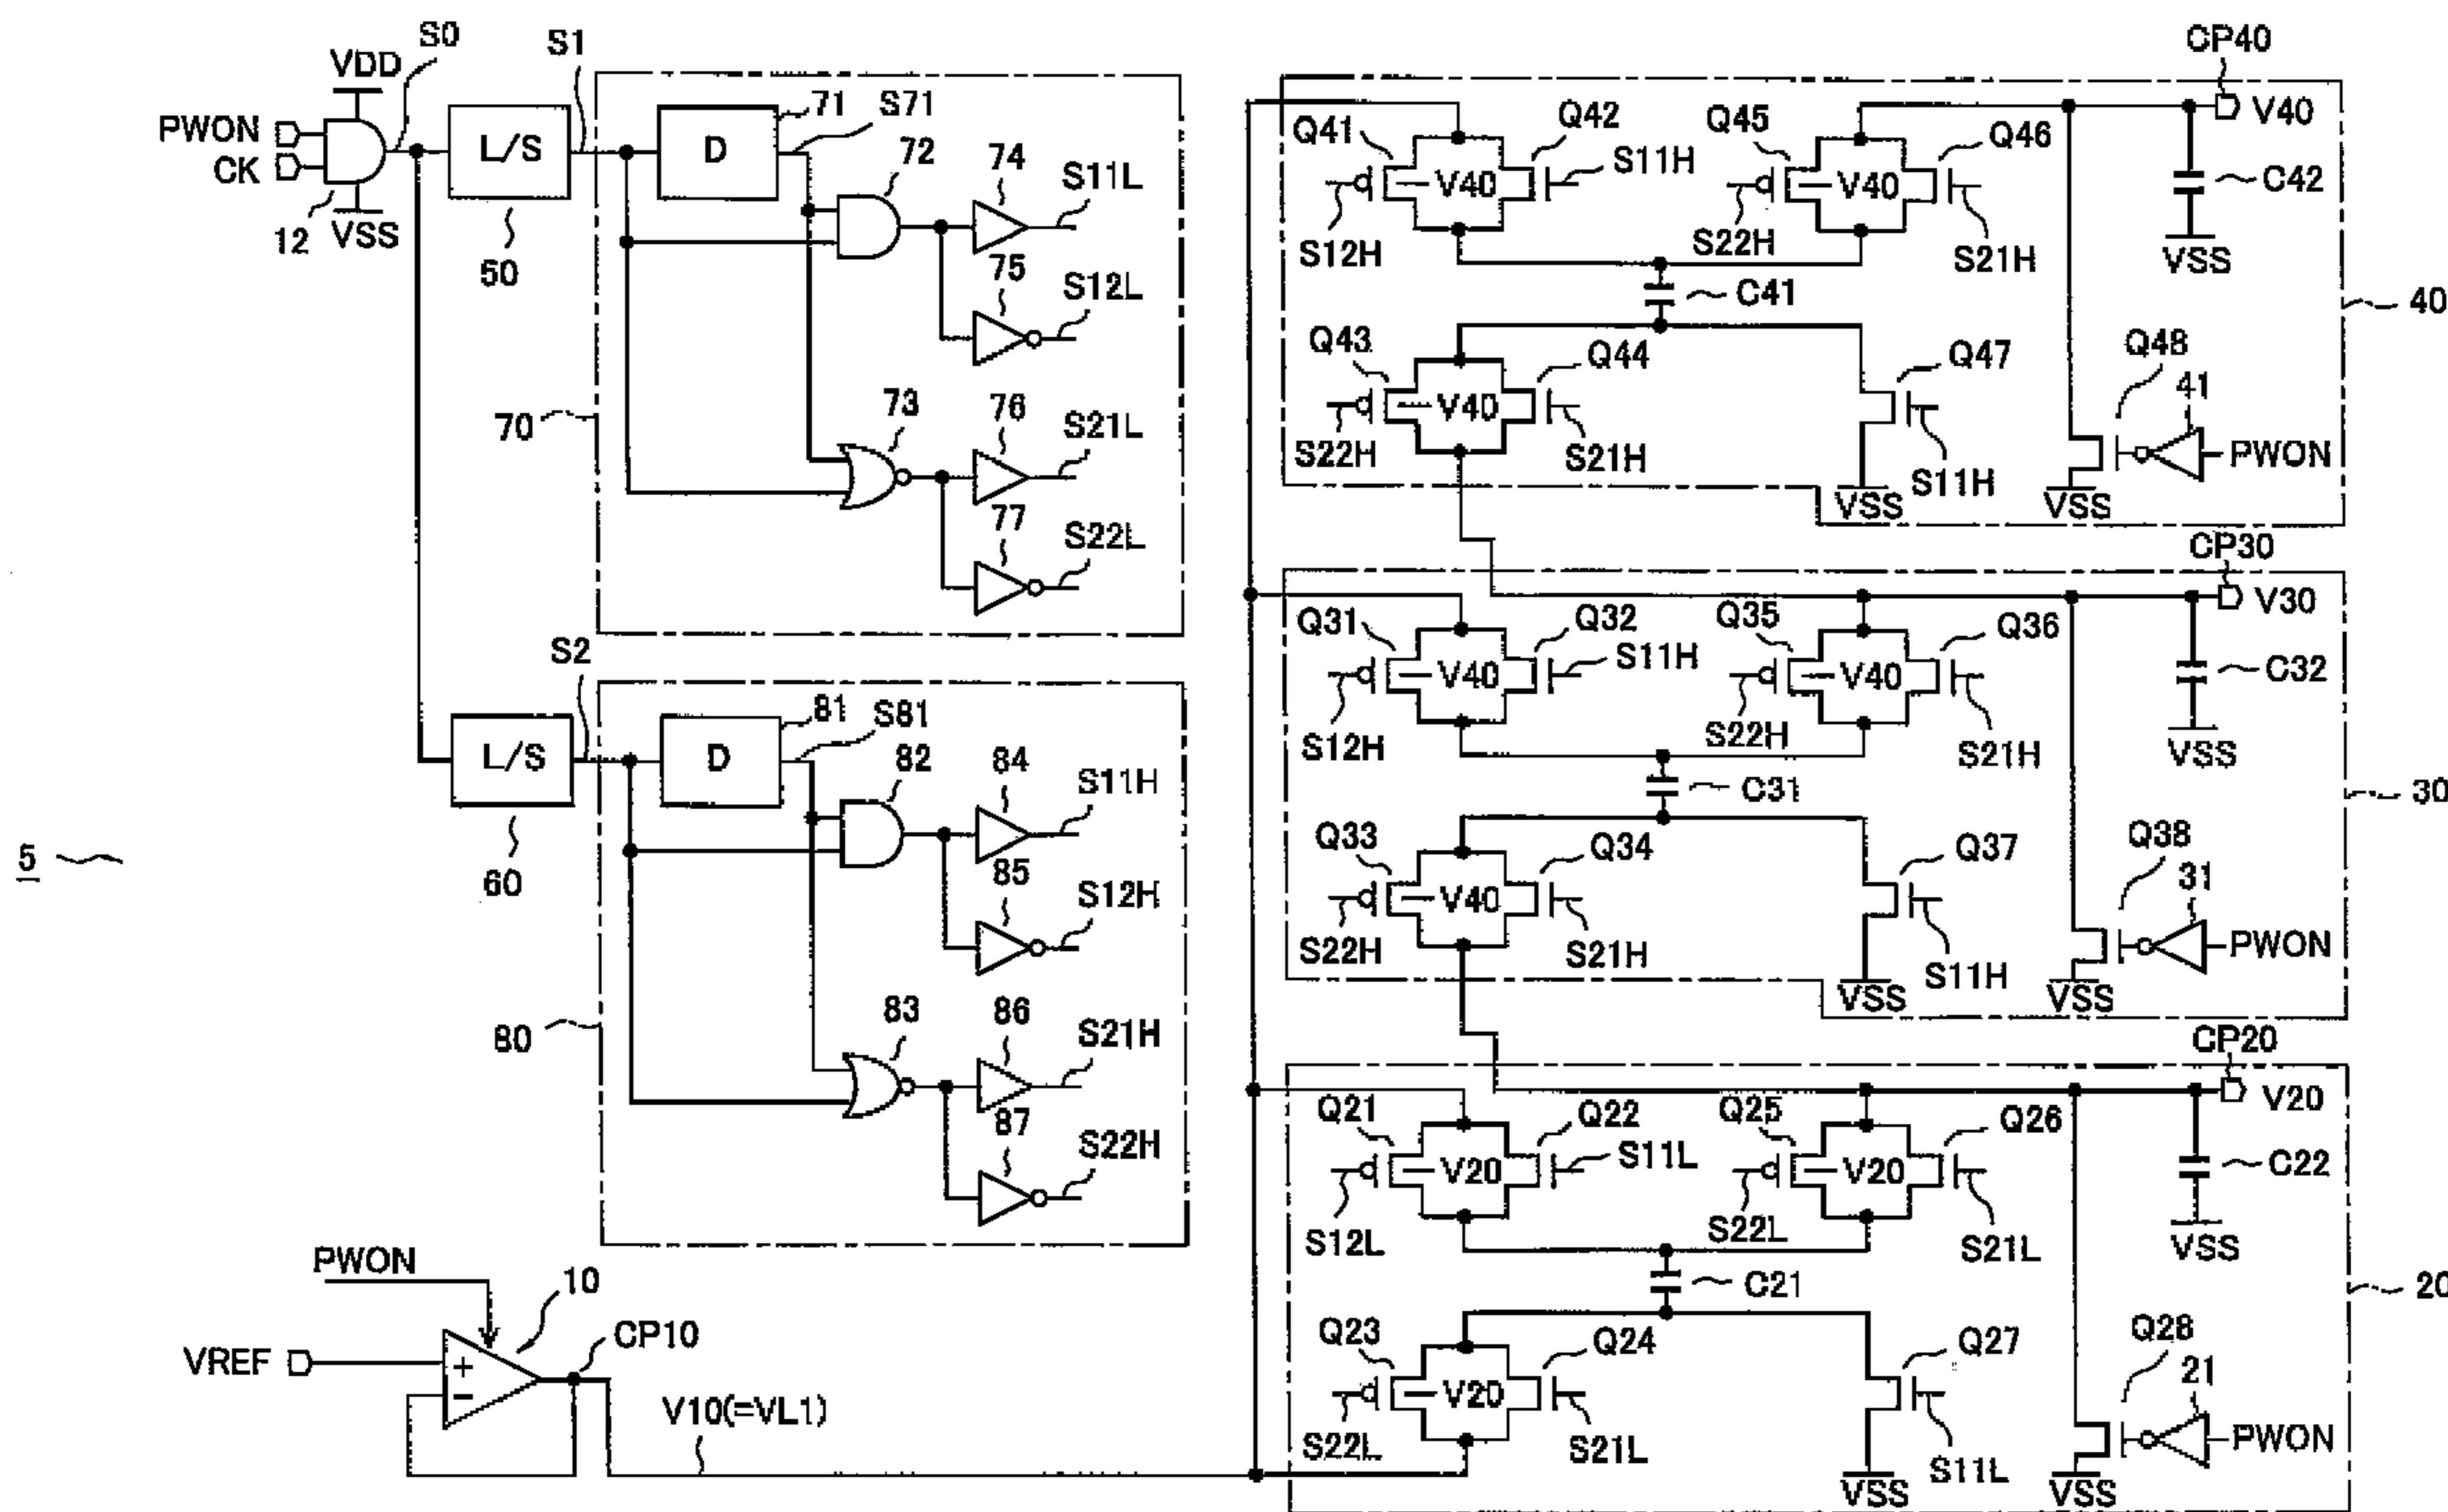 S0
S1
VDD
PWON
CK
12
VSS
L/S
50
D
71
S71
72
74
S11L
75
S12L
73
76
S21L
77
S22L
70
S2
L/S
60
D
81
S81
82
84
S11H
85
S12H
83
86
S21H
87
S22H
80
5
PWON
10
VREF
+
−
CP10
V10(=VL1)
CP40
V40
Q41
Q42
S11H
V40
S12H
Q45
Q46
V40
S22H
S21H
C42
VSS
C41
40
Q43
Q44
V40
S22H
S21H
Q47
VSS
S11H
Q48
41
PWON
VSS
CP30
V30
Q31
Q32
S11H
V40
S12H
Q35
Q36
V40
S22H
S21H
C32
VSS
C31
30
Q33
Q34
V40
S22H
S21H
Q37
VSS
S11H
Q38
31
PWON
VSS
CP20
V20
Q21
Q22
S11L
V20
S12L
Q25
Q26
V20
S22L
S21L
C22
VSS
C21
20
Q23
Q24
V20
S22L
S21L
Q27
VSS
S11L
Q28
21
PWON
VSS